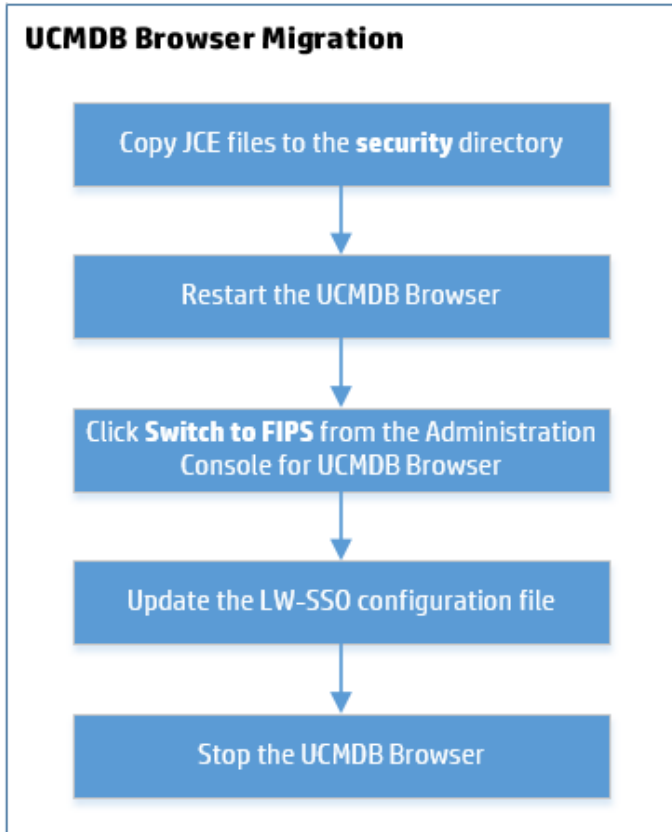 UCMDB Browser Migration
Copy JCE files to the security directory
Restart the UCMDB Browser
Click Switch to FIPS from the Administration
Console for UCMDB Browser
Update the LW-SSO configuration file
Stop the UCMDB Browser